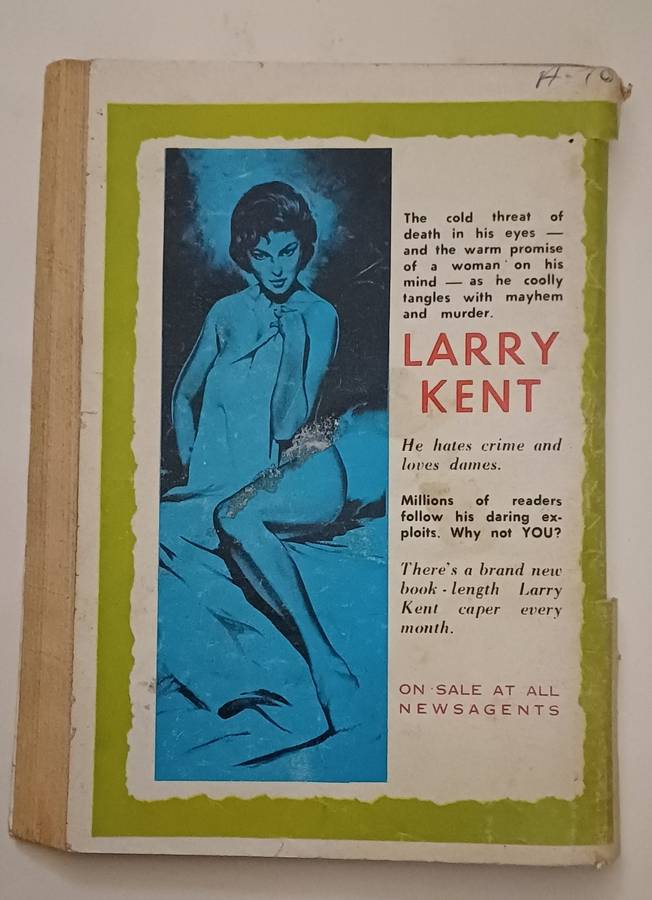 The cold threat of
death in his eyes —
and the warm promise
of a woman on his
mind — as he coolly
tangles with mayhem
and murder.
LARRY
KENT
He hates crime and
loves dames.
Millions of readers
follow his daring ex-
ploits. Why not YOU?
There's a brand new
book-length Larry
Kent caper every
month.
ON SALE AT ALL
NEWSAGENTS